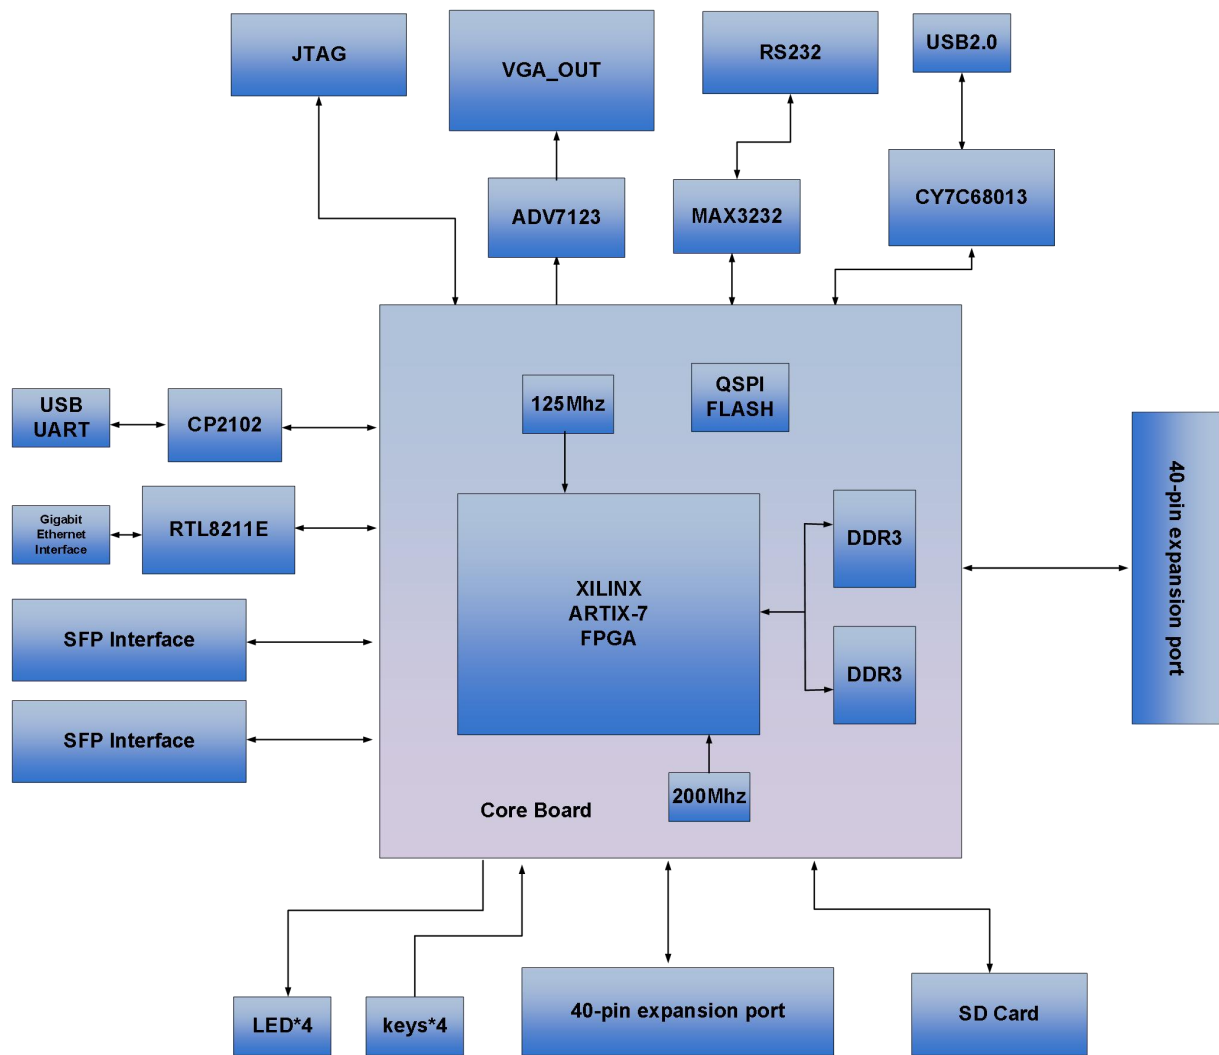 JTAG
VGA_OUT
RS232
USB2.0
ADV7123
MAX3232
CY7C68013
USB
UART
CP2102
125Mhz
QSPI
FLASH
Gigabit
Ethernet
Interface
RTL8211E
XILINX
ARTIX-7
FPGA
DDR3
DDR3
40-pin expansion port
SFP Interface
SFP Interface
200Mhz
Core Board
LED*4
keys*4
40-pin expansion port
SD Card